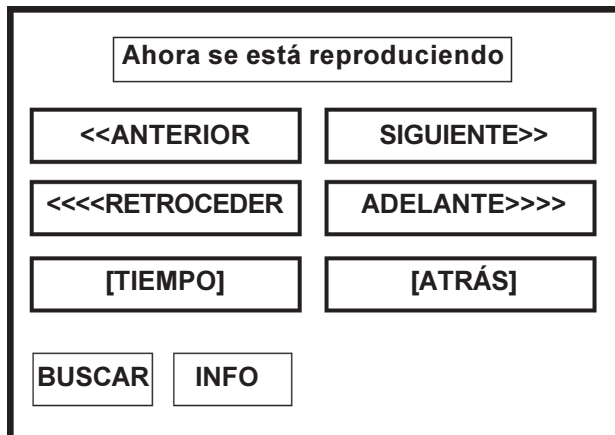 Ahora se está reproduciendo
<<ANTERIOR SIGUIENTE>>
<<<<RETROCEDER ADELANTE>>>>
[TIEMPO] [ATRÁS]
BUSCAR INFO